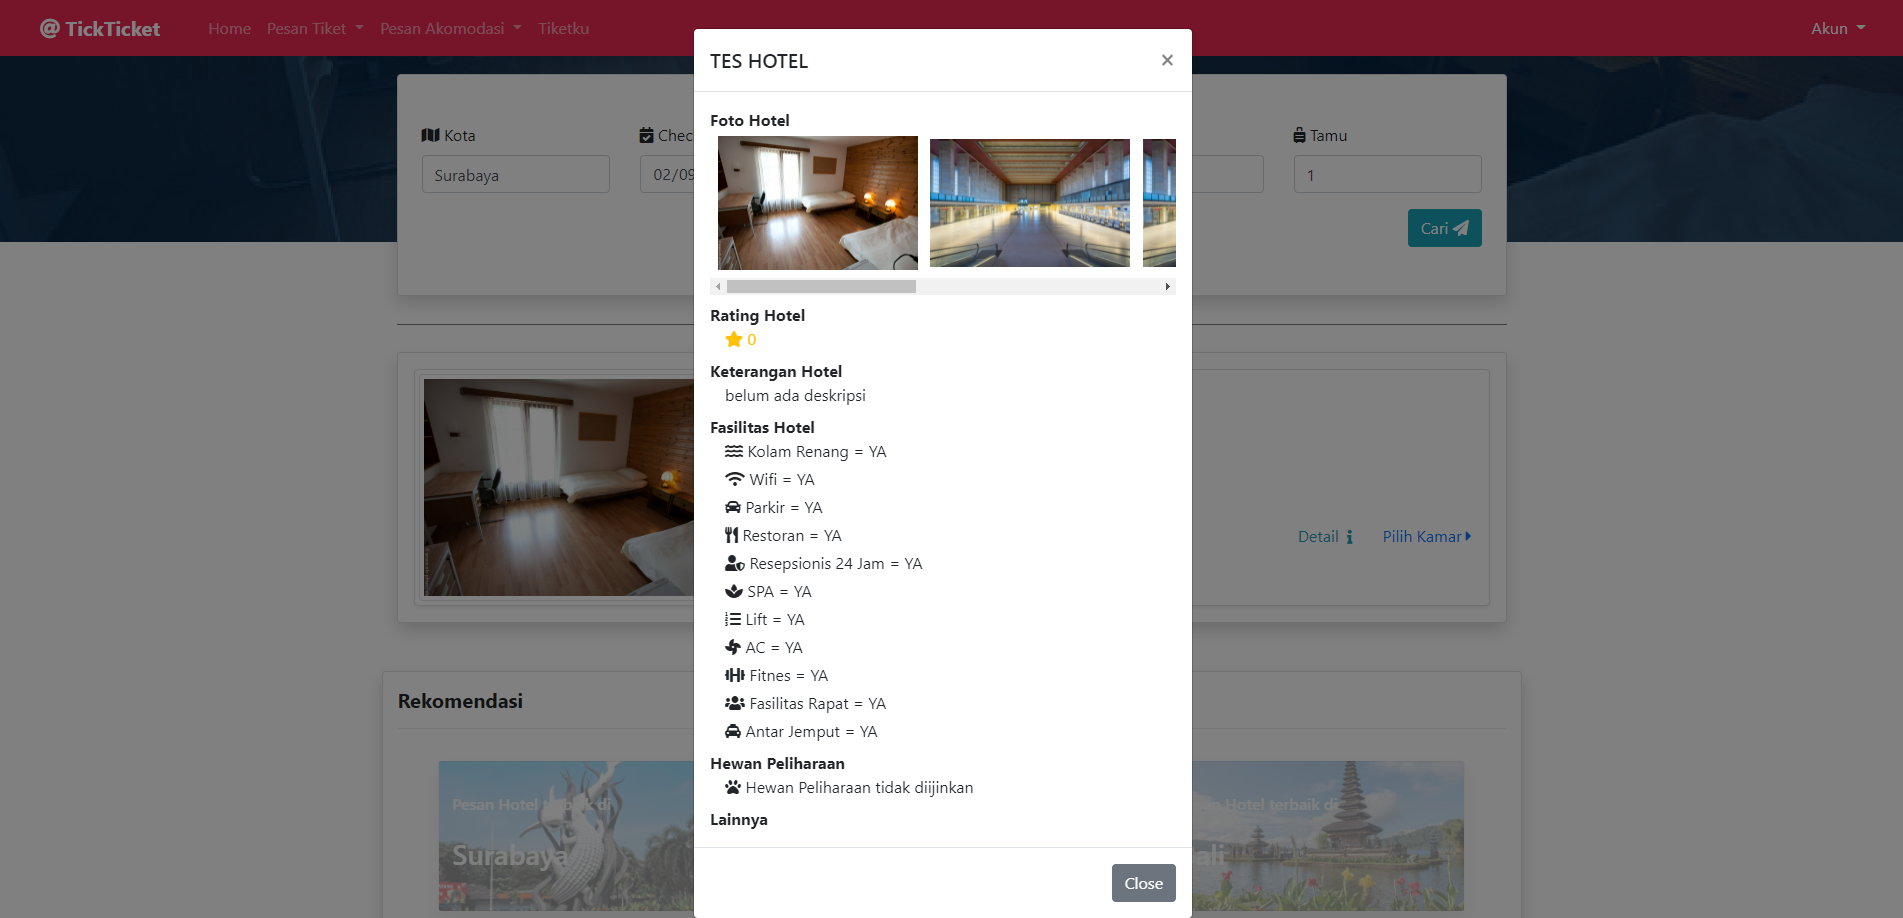 @ TickTicket
Home
Pesan Tiket
Pesan Akomodasi
Tiketku
Akun
TES HOTEL
×
Kota
Chec
Tamu
Surabaya
02/09
1
Cari
Foto Hotel
Rating Hotel
0
Keterangan Hotel
belum ada deskripsi
Fasilitas Hotel
Kolam Renang = YA
Wifi = YA
Parkir = YA
Restoran = YA
Resepsionis 24 Jam = YA
SPA = YA
Lift = YA
AC = YA
Fitnes = YA
Fasilitas Rapat = YA
Antar Jemput = YA
Hewan Peliharaan
Hewan Peliharaan tidak diijinkan
Lainnya
Close
Detail
Pilih Kamar
Rekomendasi
Pesan Hotel terbaik di
Surabaya
Hotel terbaik di